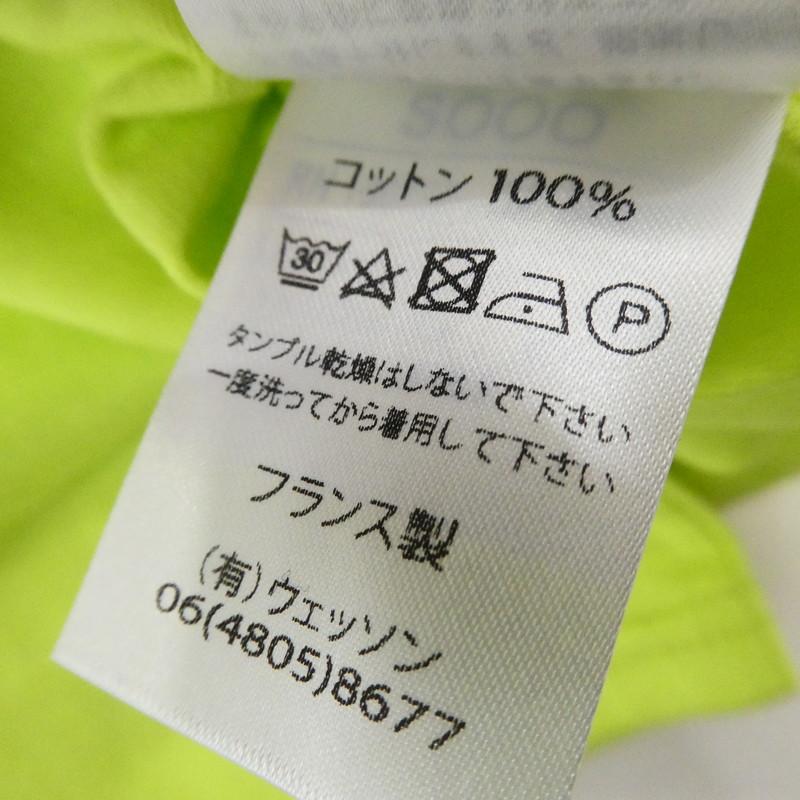 コットン 100%
30 P
タンブル乾燥はしないで下さい
一度洗ってから着用して下さい
フランス製
(有)ウェッソン
06(4805)8677